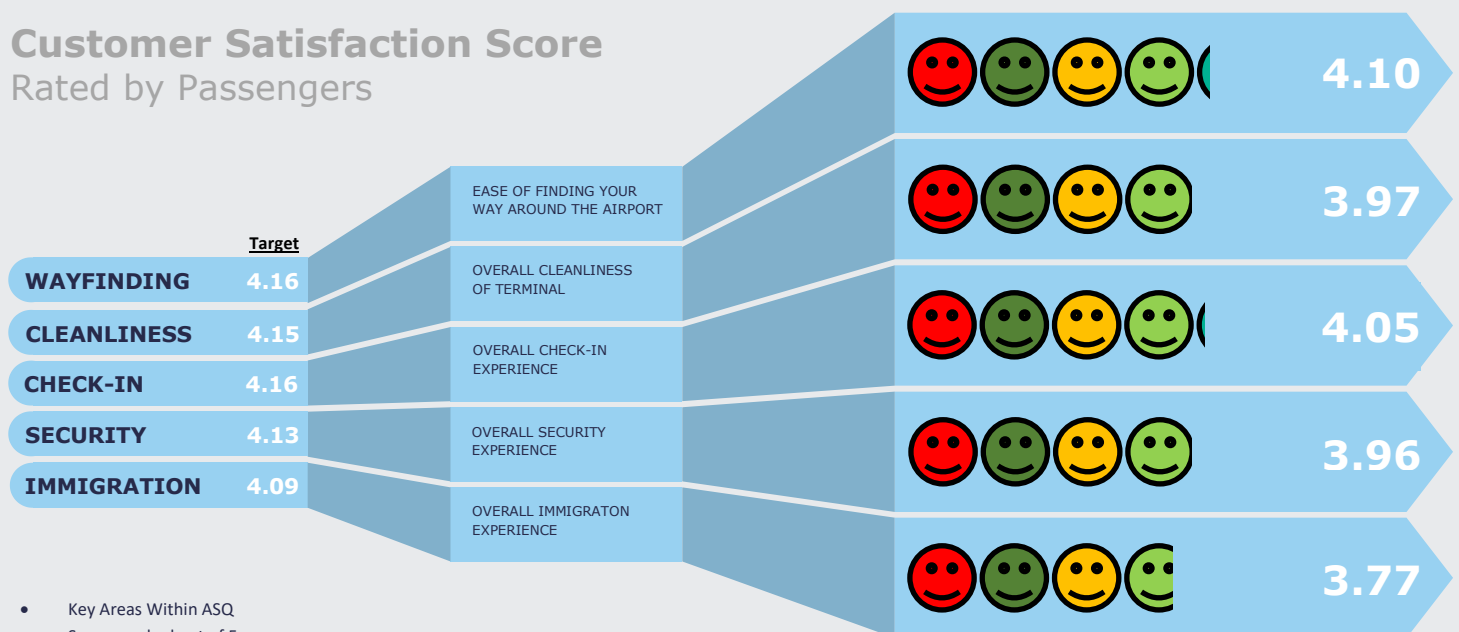 Customer Satisfaction Score
Rated by Passengers
Target
WAYFINDING 4.16
CLEANLINESS 4.15
CHECK-IN 4.16
SECURITY 4.13
IMMIGRATION 4.09
EASE OF FINDING YOUR
WAY AROUND THE AIRPORT
OVERALL CLEANLINESS
OF TERMINAL
OVERALL CHECK-IN
EXPERIENCE
OVERALL SECURITY
EXPERIENCE
OVERALL IMMIGRATON
EXPERIENCE
4.10
3.97
4.05
3.96
3.77
• Key Areas Within ASQ